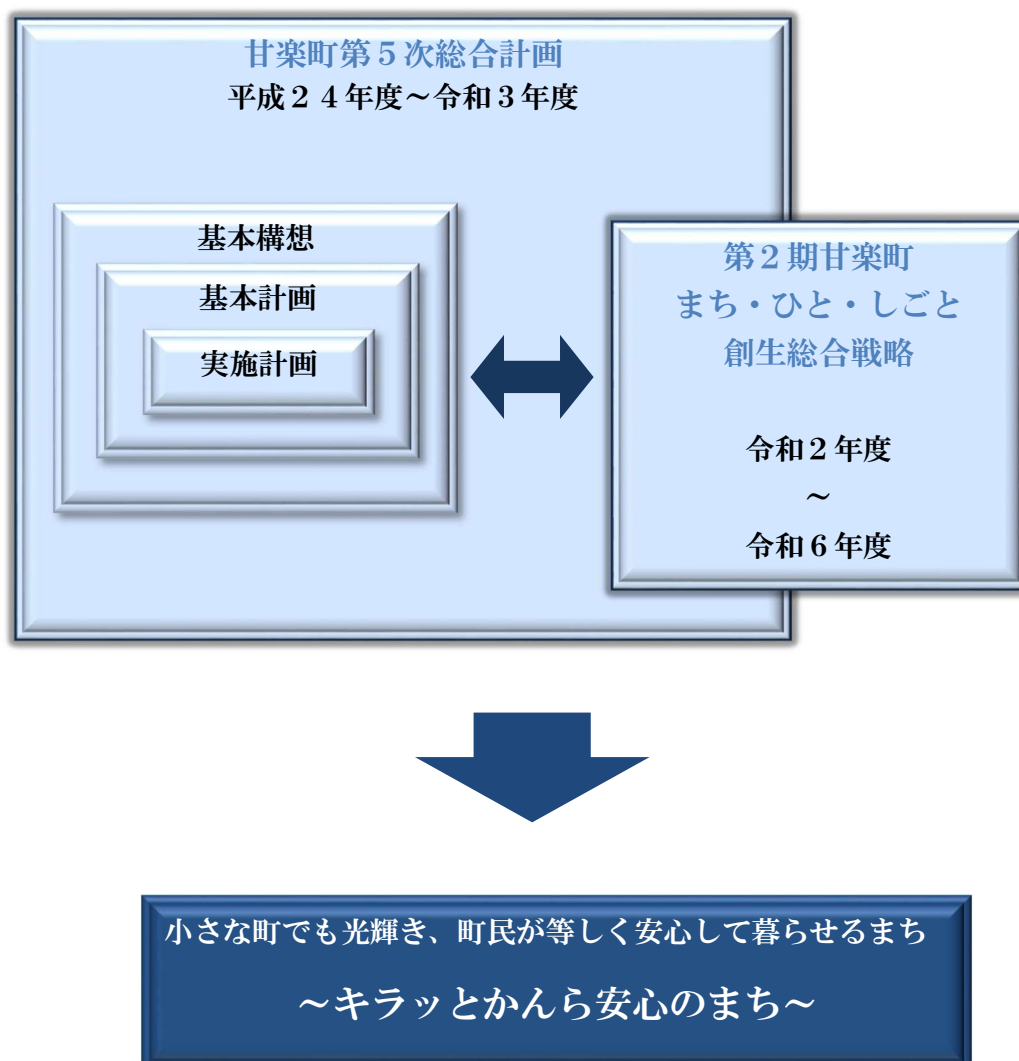 甘楽町第５次総合計画
平成２４年度～令和３年度
基本構想
基本計画
実施計画
第２期甘楽町
まち・ひと・しごと
創生総合戦略
令和２年度
～
令和６年度
小さな町でも光輝き、町民が等しく安心して暮らせるまち
～キラッとかんら安心のまち～